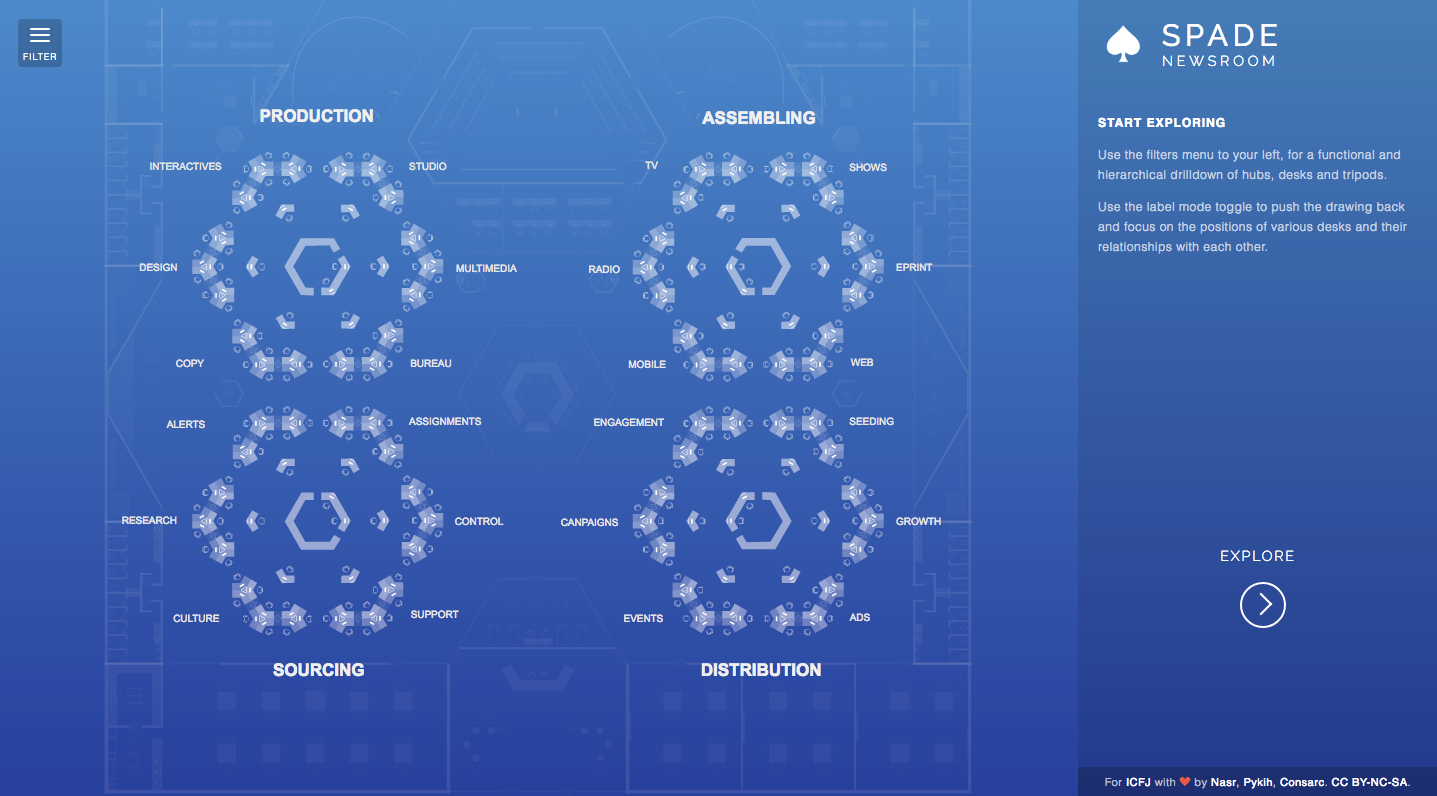 FILTER
PRODUCTION
INTERACTIVES
STUDIO
DESIGN
MULTIMEDIA
COPY
BUREAU
ASSEMBLING
TV
SHOWS
RADIO
EPRINT
MOBILE
WEB
ALERTS
ASSIGNMENTS
RESEARCH
CONTROL
CULTURE
SUPPORT
SOURCING
ENGAGEMENT
SEEDING
CANPAIGNS
GROWTH
EVENTS
ADS
DISTRIBUTION
SPADE
NEWSROOM
START EXPLORING
Use the filters menu to your left, for a functional and
hierarchical drilldown of hubs, desks and tripods.
Use the label mode toggle to push the drawing back
and focus on the positions of various desks and their
relationships with each other.
EXPLORE
For ICFJ with ❤ by Nasr, Pykih, Consarc. CC BY-NC-SA.